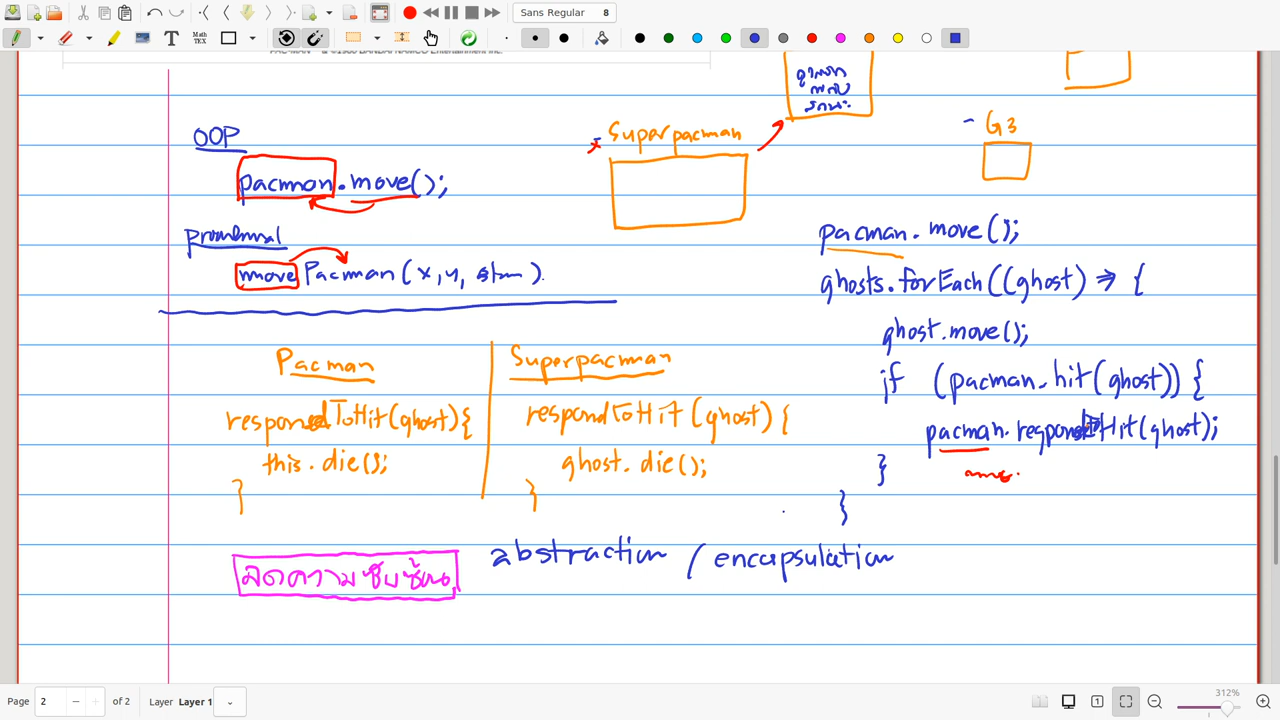 Sans Regular 8
OOP
pacman.move();
procedural
movePacman(x,y,
Superpacman
G3
Pacman
respondToHit(ghost){
this.die();
}
Superpacman
respondToHit(ghost){
ghost.die();
}
pacman.move();
ghosts.forEach((ghost) => {
ghost.move();
if (pacman.hit(ghost)) {
pacman.respondToHit(ghost);
}
}
ลดความซับซ้อน
abstraction / encapsulation
Page 2 of 2 Layer Layer 1
312%